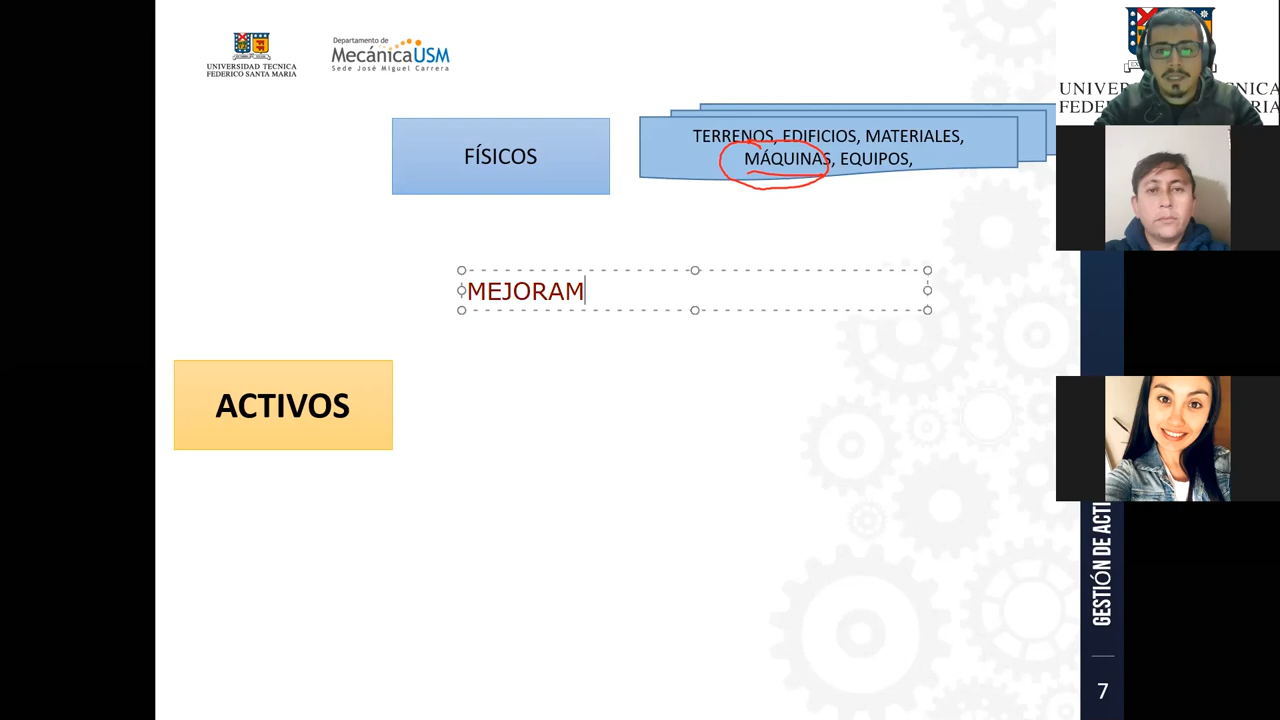 UNIVERSIDAD TECNICA
FEDERICO SANTA MARIA
Departamento de
MecánicaUSM
Sede José Miguel Carrera
FÍSICOS
TERRENOS, EDIFICIOS, MATERIALES,
MÁQUINAS, EQUIPOS,
MEJORAM
ACTIVOS
GESTIÓN DE ACTI
7